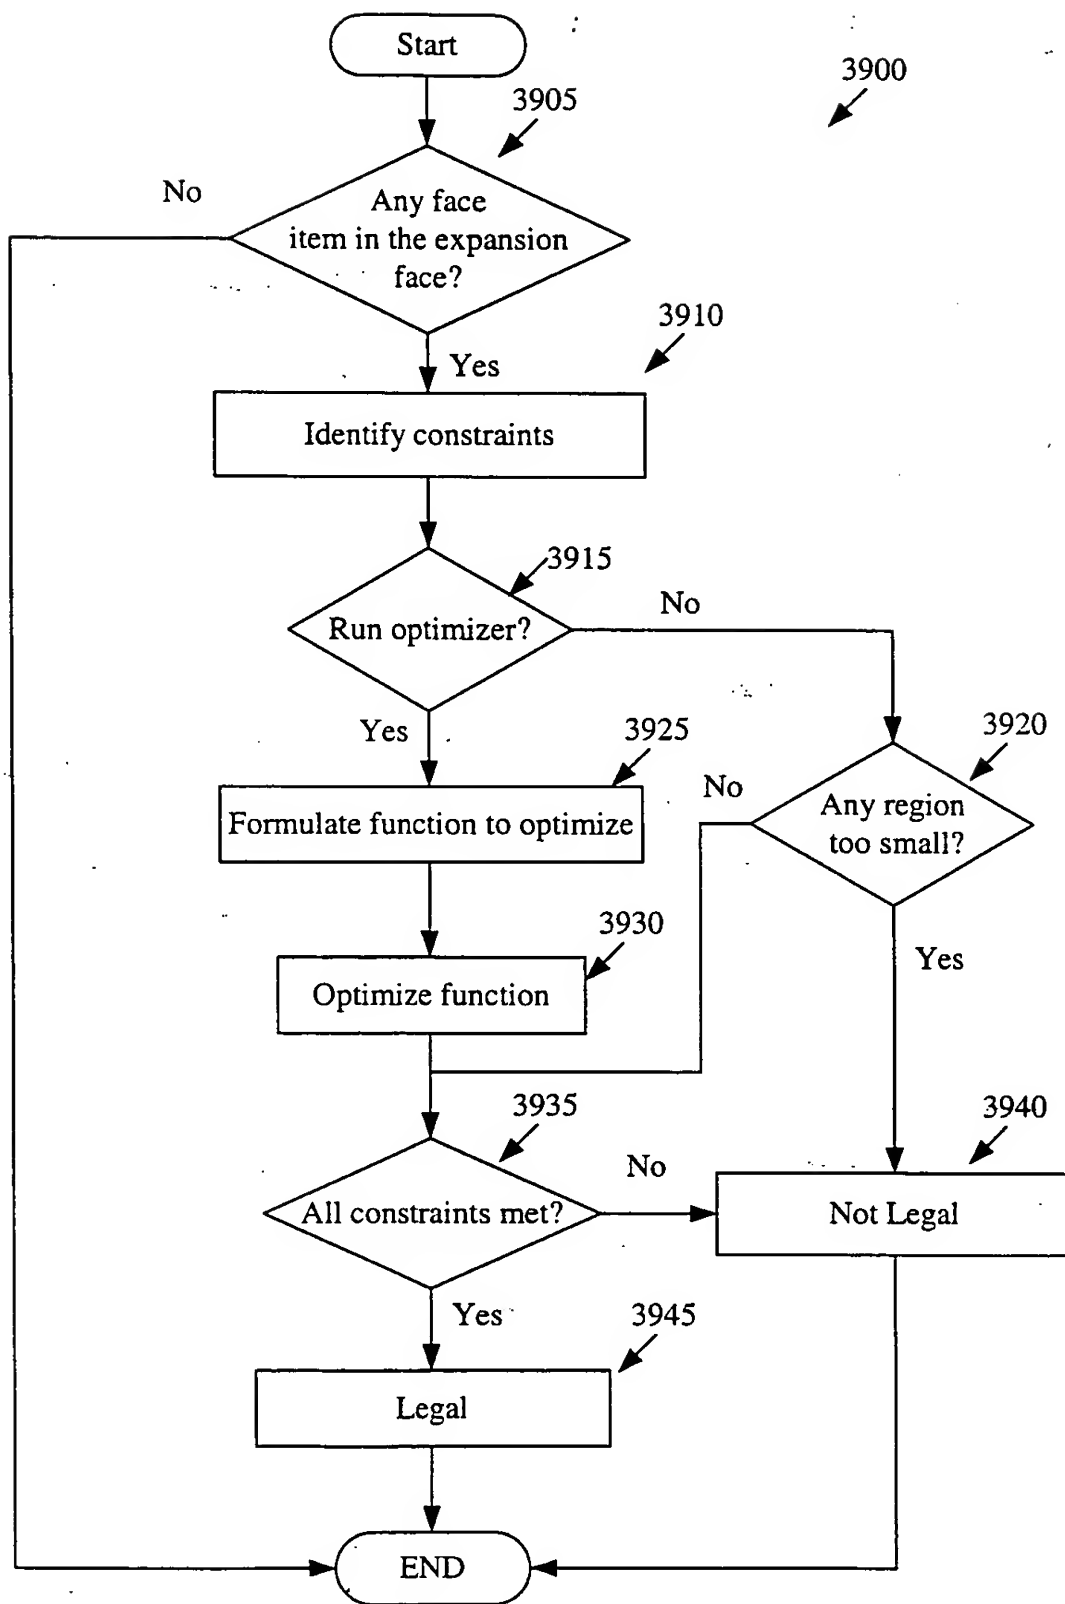 Start
3900
3905
No
Any face
item in the expansion
face?
3910
Yes
Identify constraints
3915
No
Run optimizer?
Yes
3925
3920
No
Formulate function to optimize
Any region
too small?
3930
Yes
Optimize function
3935
3940
No
All constraints met?
Not Legal
Yes
3945
Legal
END